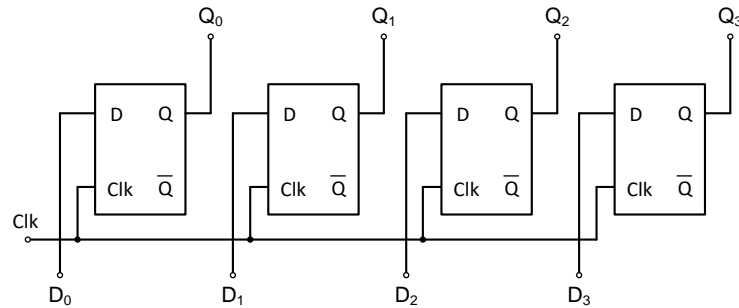 Q₀ Q₁ Q₂ Q₃
D Q D Q D Q D Q
Clk Q̅ Clk Q̅ Clk Q̅ Clk Q̅
Clk
D₀ D₁ D₂ D₃